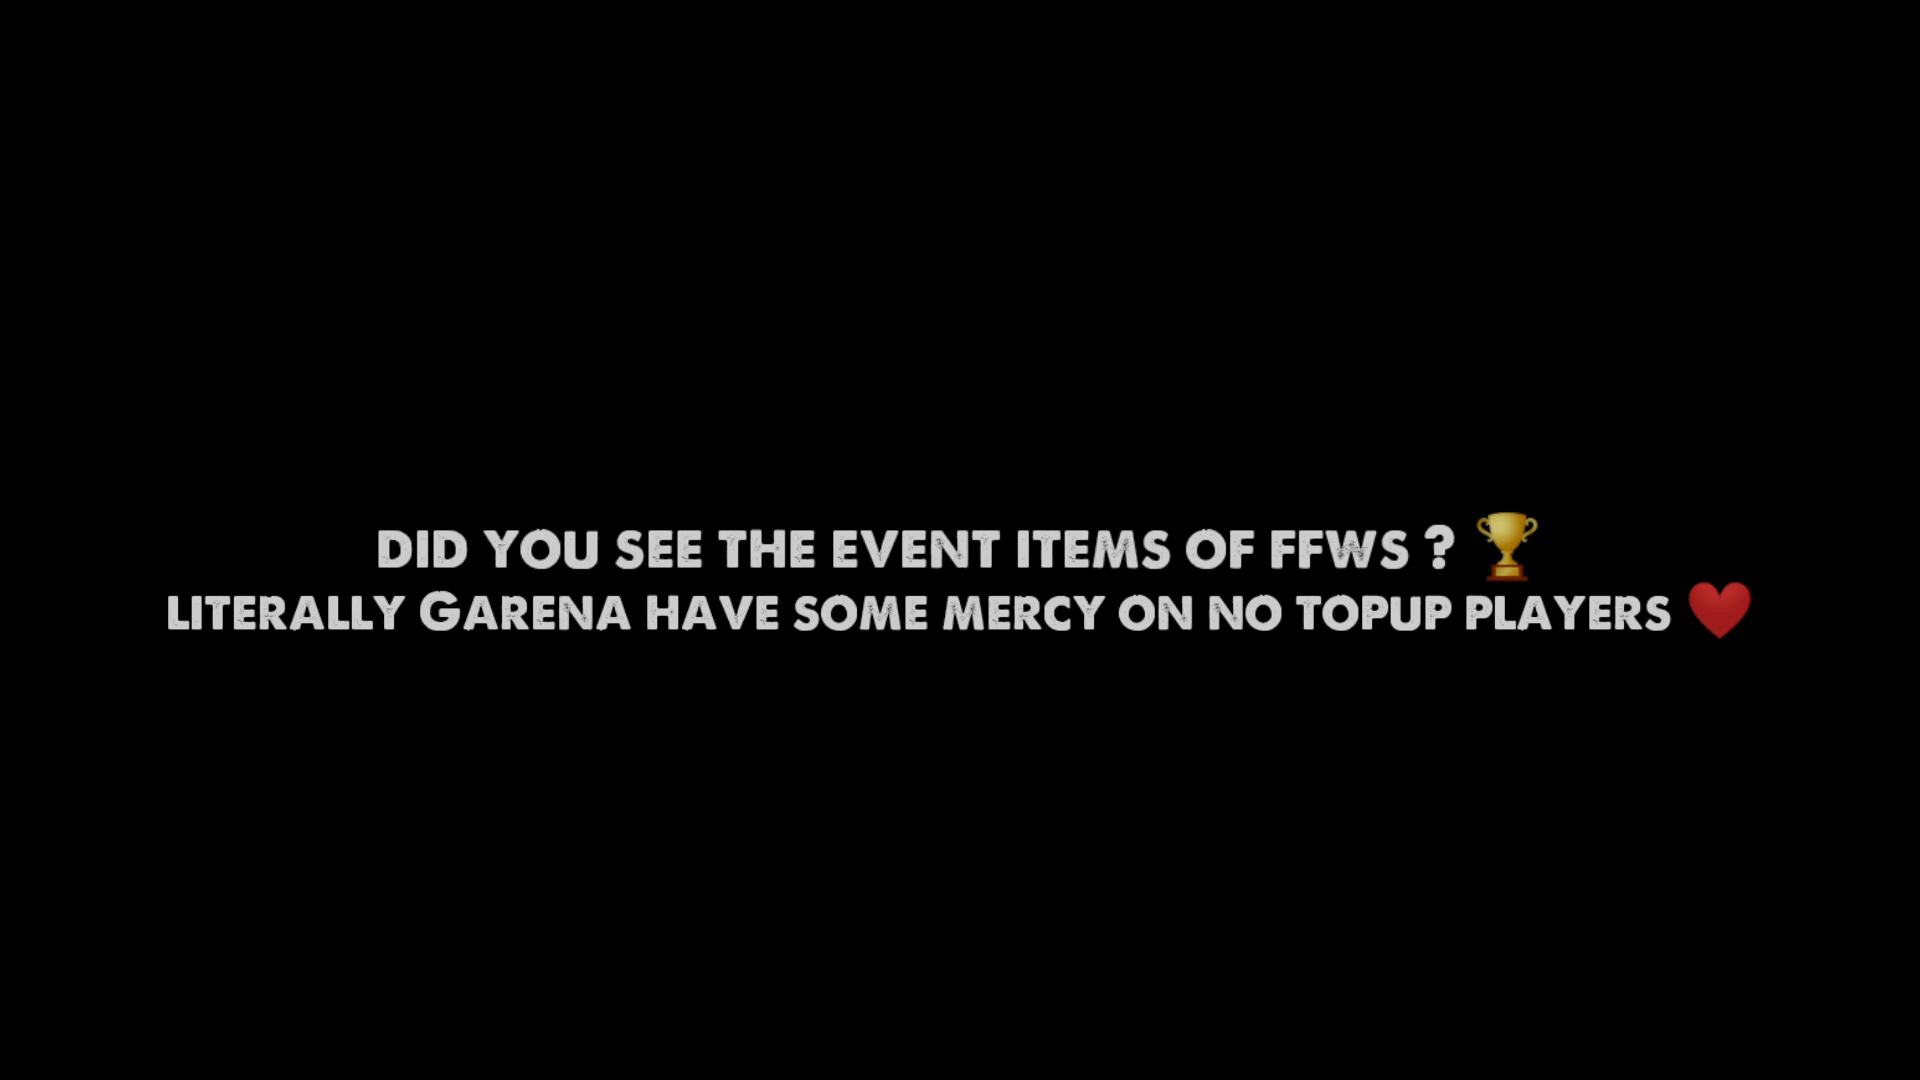 DID YOU SEE THE EVENT ITEMS OF FFWS ? 🏆
LITERALLY GARENA HAVE SOME MERCY ON NO TOPUP PLAYERS ❤️